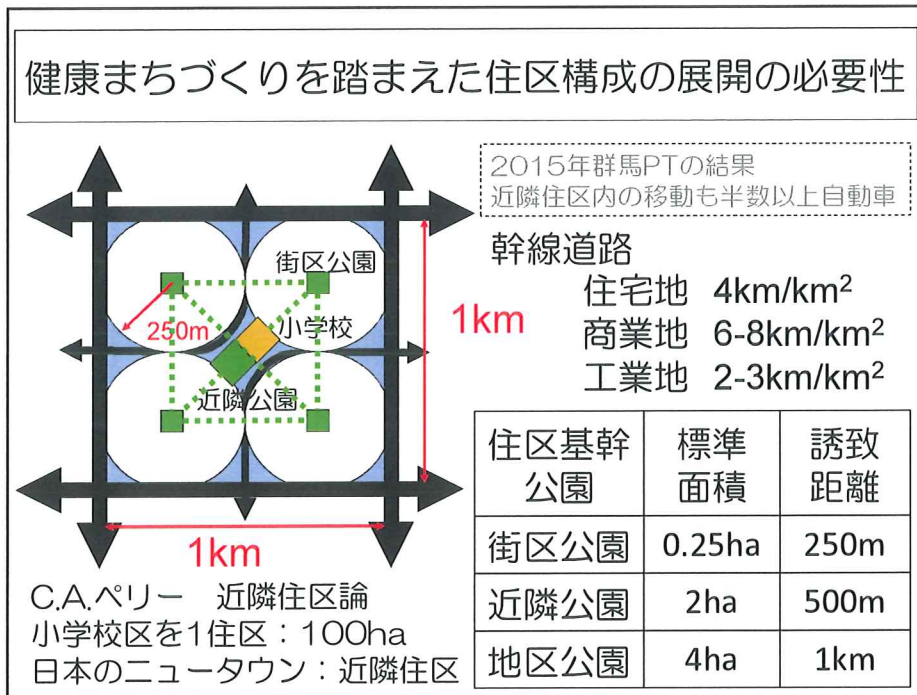 健康まちづくりを踏まえた住区構成の展開の必要性
2015年群馬PTの結果
近隣住区内の移動も半数以上自動車
街区公園
250m
小学校
近隣公園
1km
1km
幹線道路
住宅地 4km/km²
商業地 6-8km/km²
工業地 2-3km/km²
C.A.ペリー 近隣住区論
小学校区を1住区：100ha
日本のニュータウン：近隣住区
住区基幹 標準 誘致
公園 面積 距離
街区公園 0.25ha 250m
近隣公園 2ha 500m
地区公園 4ha 1km